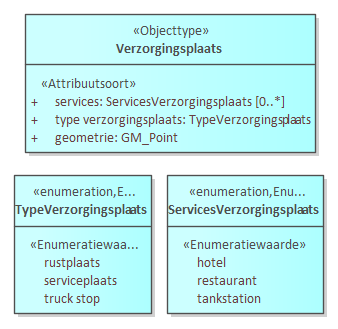 «Objecttype»
Verzorgingsplaats
«Attribuutsoort»
+ services: ServicesVerzorgingsplaats [0..*]
+ type verzorgingsplaats: TypeVerzorgingsplaats
+ geometrie: GM_Point
«enumeration,E...
TypeVerzorgingsplaats
«Enumeratiewaa...
rustplaats
serviceplaats
truck stop
«enumeration,Enu...
ServicesVerzorgingsplaats
«Enumeratiewaarde»
hotel
restaurant
tankstation